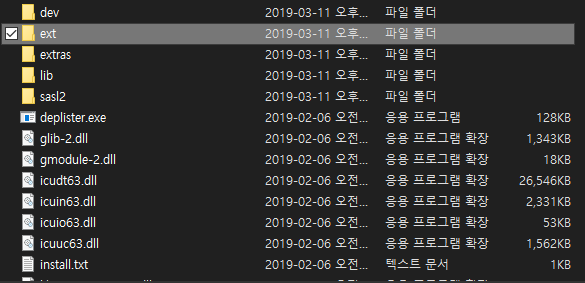 dev 2019-03-11 오후... 파일 폴더
ext 2019-03-11 오후... 파일 폴더
extras 2019-03-11 오후... 파일 폴더
lib 2019-03-11 오후... 파일 폴더
sasl2 2019-03-11 오후... 파일 폴더
deplister.exe 2019-02-06 오전... 응용 프로그램 128KB
glib-2.dll 2019-02-06 오전... 응용 프로그램 확장 1,343KB
gmodule-2.dll 2019-02-06 오전... 응용 프로그램 확장 18KB
icudt63.dll 2019-02-06 오전... 응용 프로그램 확장 26,546KB
icuin63.dll 2019-02-06 오전... 응용 프로그램 확장 2,331KB
icuio63.dll 2019-02-06 오전... 응용 프로그램 확장 53KB
icuuc63.dll 2019-02-06 오전... 응용 프로그램 확장 1,562KB
install.txt 2019-02-06 오전... 텍스트 문서 1KB